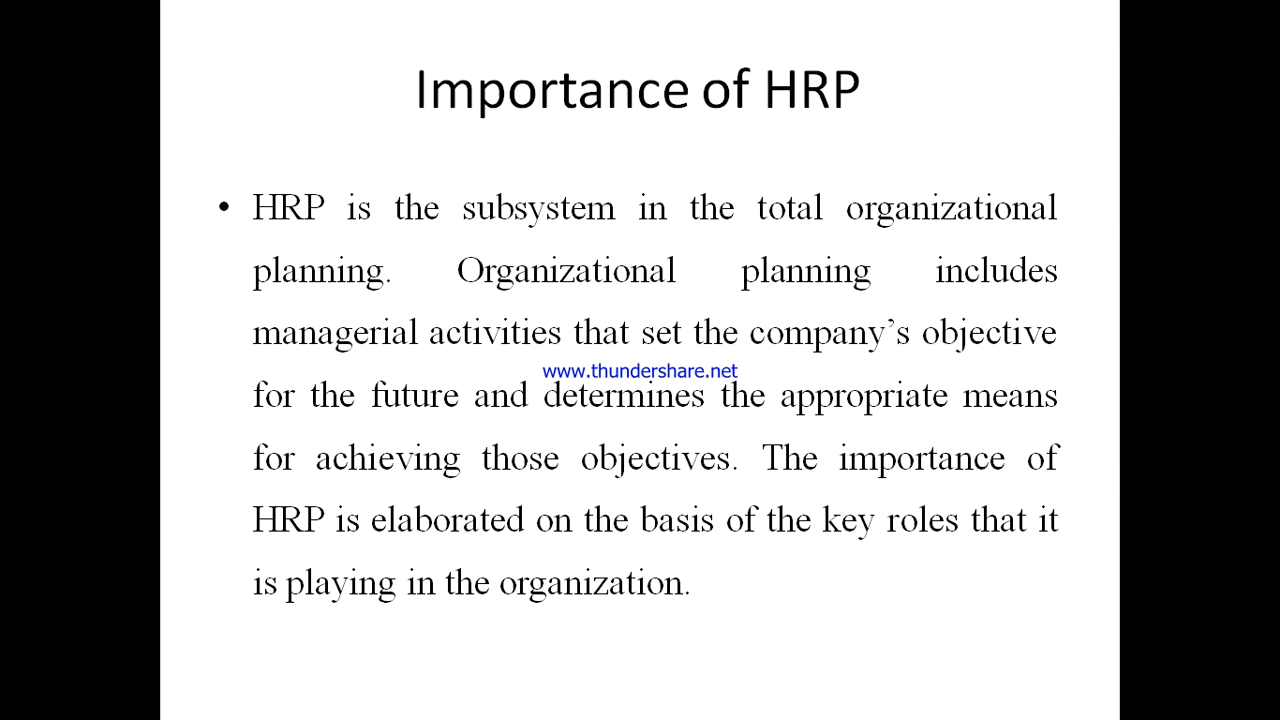 Importance of HRP
• HRP is the subsystem in the total organizational
planning. Organizational planning includes
managerial activities that set the company’s objective
www.thundershare.net
for the future and determines the appropriate means
for achieving those objectives. The importance of
HRP is elaborated on the basis of the key roles that it
is playing in the organization.